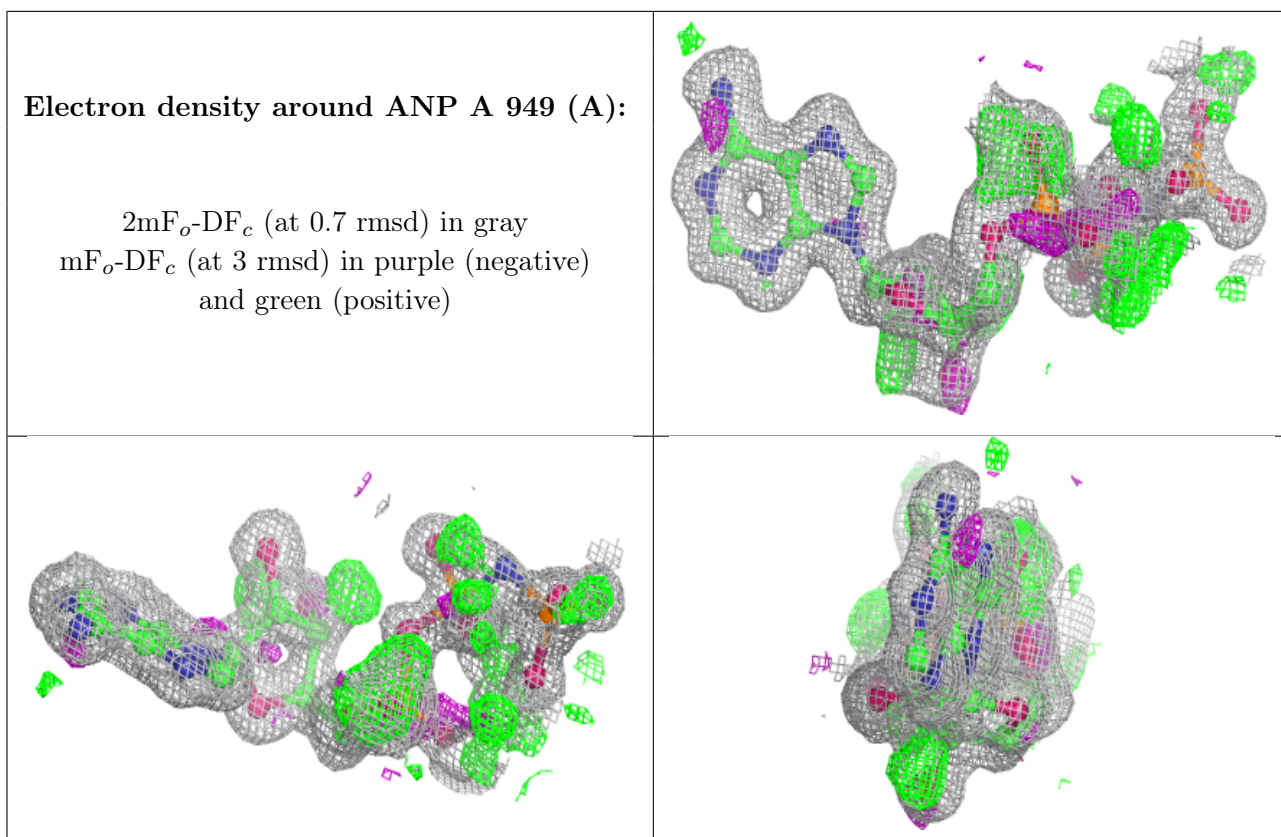 Electron density around ANP A 949 (A):
2mFₒ-DF𝒸 (at 0.7 rmsd) in gray
mFₒ-DF𝒸 (at 3 rmsd) in purple (negative)
and green (positive)